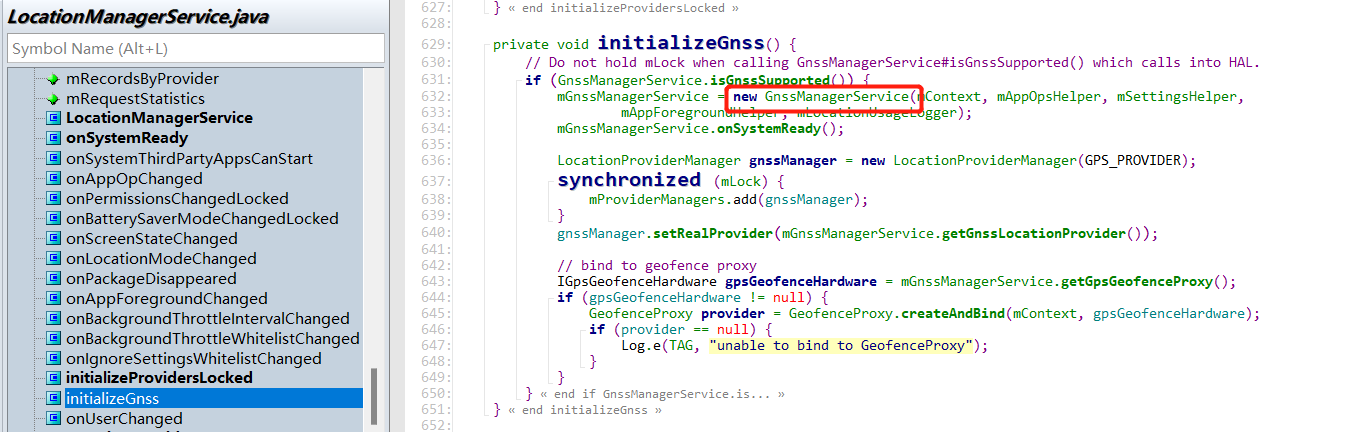 LocationManagerService.java
Symbol Name (Alt+L)
mRecordsByProvider
mRequestStatistics
LocationManagerService
onSystemReady
onSystemThirdPartyAppsCanStart
onAppOpChanged
onPermissionsChangedLocked
onBatterySaverModeChangedLocked
onScreenStateChanged
onLocationModeChanged
onPackageDisappeared
onAppForegroundChanged
onBackgroundThrottleIntervalChanged
onBackgroundThrottleWhitelistChanged
onIgnoreSettingsWhitelistChanged
initializeProvidersLocked
initializeGnss
onUserChanged
627: } « end initializeProvidersLocked »
628:
629: private void initializeGnss() {
630: // Do not hold mLock when calling GnssManagerService#isGnssSupported() which calls into HAL.
631: if (GnssManagerService.isGnssSupported()) {
632: mGnssManagerService = new GnssManagerService(mContext, mAppOpsHelper, mSettingsHelper,
633: mAppForegroundHelper, mLocationUsageLogger);
634: mGnssManagerService.onSystemReady();
635:
636: LocationProviderManager gnssManager = new LocationProviderManager(GPS_PROVIDER);
637: synchronized (mLock) {
638: mProviderManagers.add(gnssManager);
639: }
640: gnssManager.setRealProvider(mGnssManagerService.getGnssLocationProvider());
641:
642: // bind to geofence proxy
643: IGpsGeofenceHardware gpsGeofenceHardware = mGnssManagerService.getGpsGeofenceProxy();
644: if (gpsGeofenceHardware != null) {
645: GeofenceProxy provider = GeofenceProxy.createAndBind(mContext, gpsGeofenceHardware);
646: if (provider == null) {
647: Log.e(TAG, "unable to bind to GeofenceProxy");
648: }
649: }
650: } « end if GnssManagerService.is... »
651: } « end initializeGnss »
652: